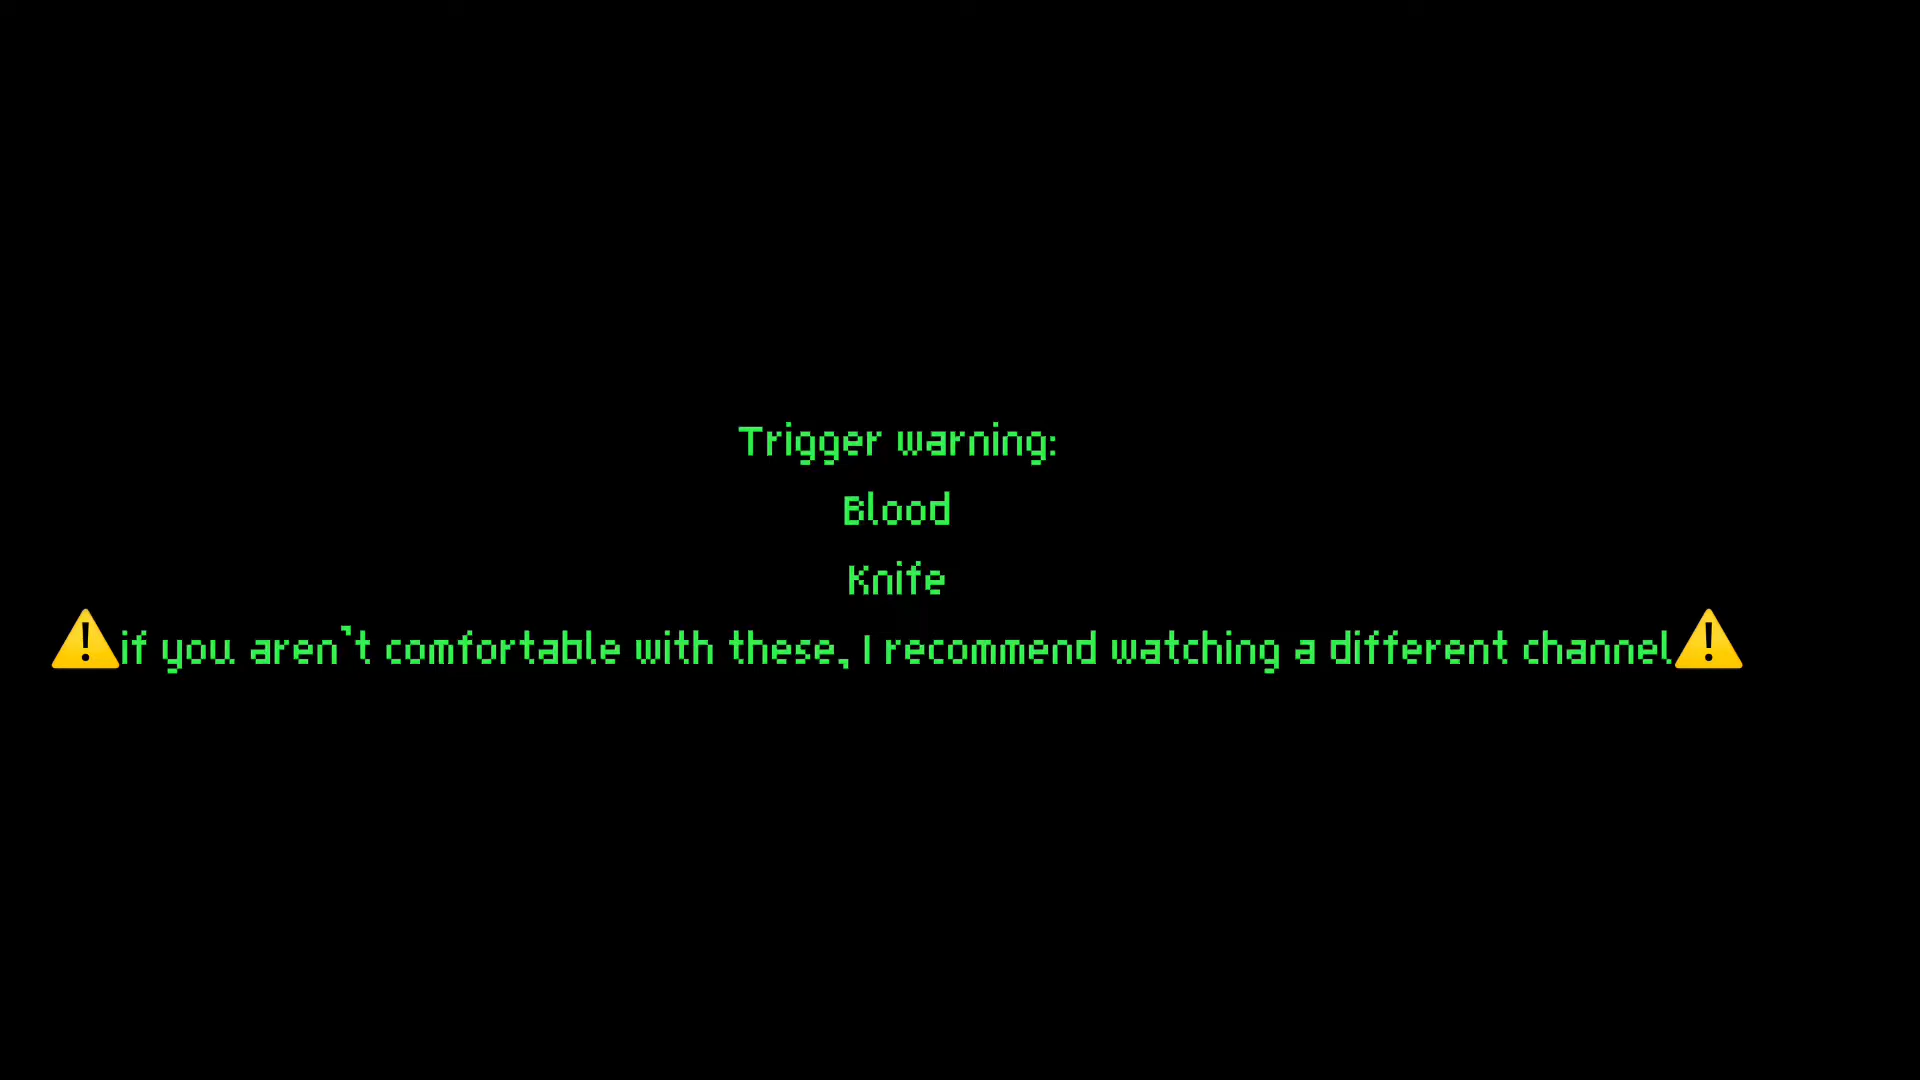 Trigger warning:
Blood
Knife
⚠️if you aren't comfortable with these, I recommend watching a different channel⚠️